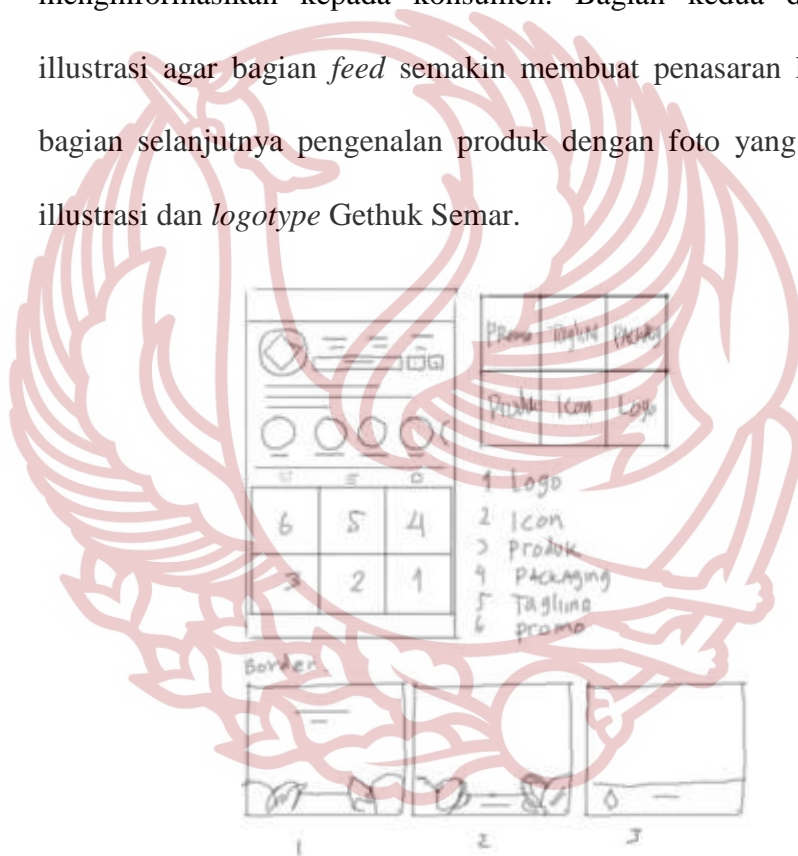 menginformasikan kepada konsumen. Bagian kedua
illustrasi agar bagian feed semakin membuat penasaran
bagian selanjutnya pengenalan produk dengan foto yang
illustrasi dan logotype Gethuk Semar.
Promo Tagline Packaging
Produk Icon Logo
6 5 4
3 2 1
1 Logo
2 Icon
3 Produk
4 Packaging
5 Tagline
6 promo
Border
1 2 3